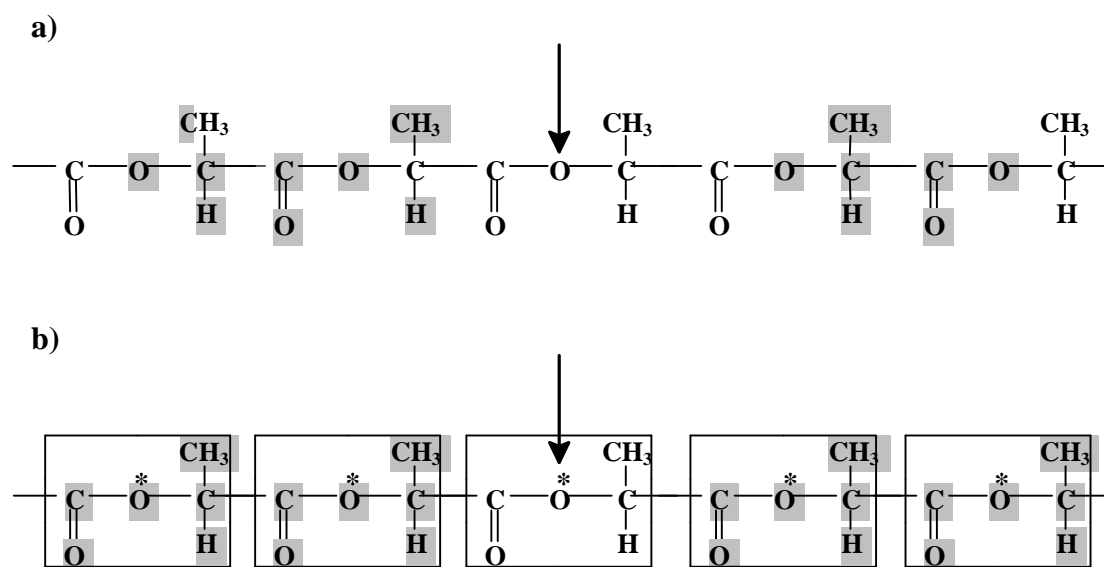 a)
CH3 CH3 CH3 CH3 CH3
C O C C O C C O C C O C C O C
O H O H O H O H O H
b)
CH3 CH3 CH3 CH3 CH3
* * * * *
C O C C O C C O C C O C C O C
O H O H O H O H O H